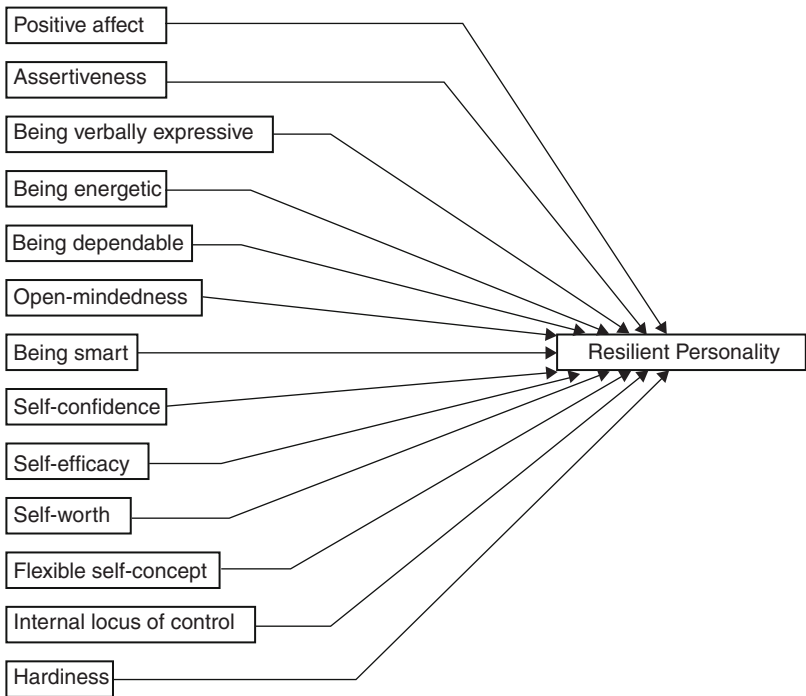 Positive affect
Assertiveness
Being verbally expressive
Being energetic
Being dependable
Open-mindedness
Being smart
Resilient Personality
Self-confidence
Self-efficacy
Self-worth
Flexible self-concept
Internal locus of control
Hardiness